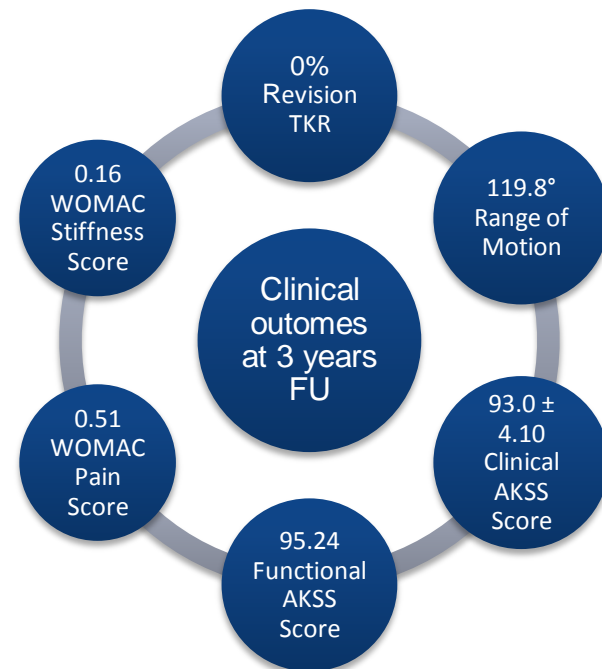 0%
Revision
TKR
119.8°
Range of
Motion
93.0 ±
4.10
Clinical
AKSS
Score
95.24
Functional
AKSS
Score
0.51
WOMAC
Pain
Score
0.16
WOMAC
Stiffness
Score
Clinical
outomes
at 3 years
FU